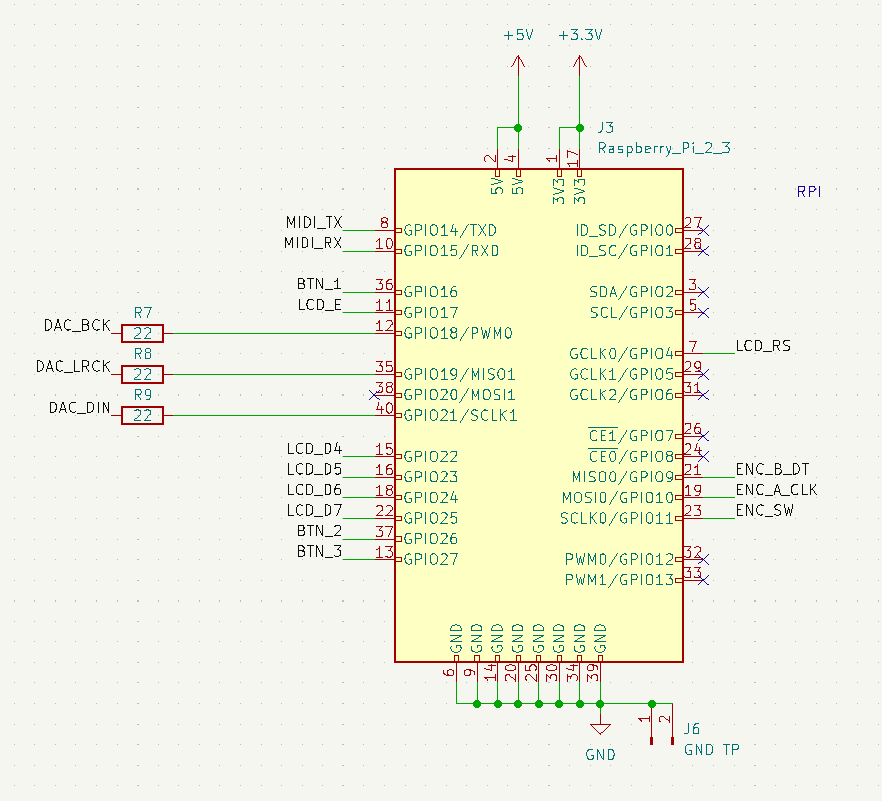 +5V +3.3V
J3
Raspberry_Pi_2_3
RPI
2 4 1 17
5V 5V 3V3 3V3
MIDI_TX 8 GPIO14/TXD ID_SD/GPIO0 27
MIDI_RX 10 GPIO15/RXD ID_SC/GPIO1 28
BTN_1 36 GPIO16 SDA/GPIO2 3
LCD_E 11 GPIO17 SCL/GPIO3 5
R7
DAC_BCK 22 12 GPIO18/PWM0
GCLK0/GPIO4 7 LCD_RS
R8
DAC_LRCK 22 35 GPIO19/MISO1 GCLK1/GPIO5 29
R9
38 GPIO20/MOSI1 GCLK2/GPIO6 31
DAC_DIN 22 40 GPIO21/SCLK1
CE1/GPIO7 26
LCD_D4 15 GPIO22 CE0/GPIO8 24
LCD_D5 16 GPIO23 MISO0/GPIO9 21 ENC_B_DT
LCD_D6 18 GPIO24 MOSI0/GPIO10 19 ENC_A_CLK
LCD_D7 22 GPIO25 SCLK0/GPIO11 23 ENC_SW
BTN_2 37 GPIO26
BTN_3 13 GPIO27 PWM0/GPIO12 32
PWM1/GPIO13 33
GND GND GND GND GND GND GND GND
6 9 14 20 25 30 34 39
1 2 J6
GND TP
GND